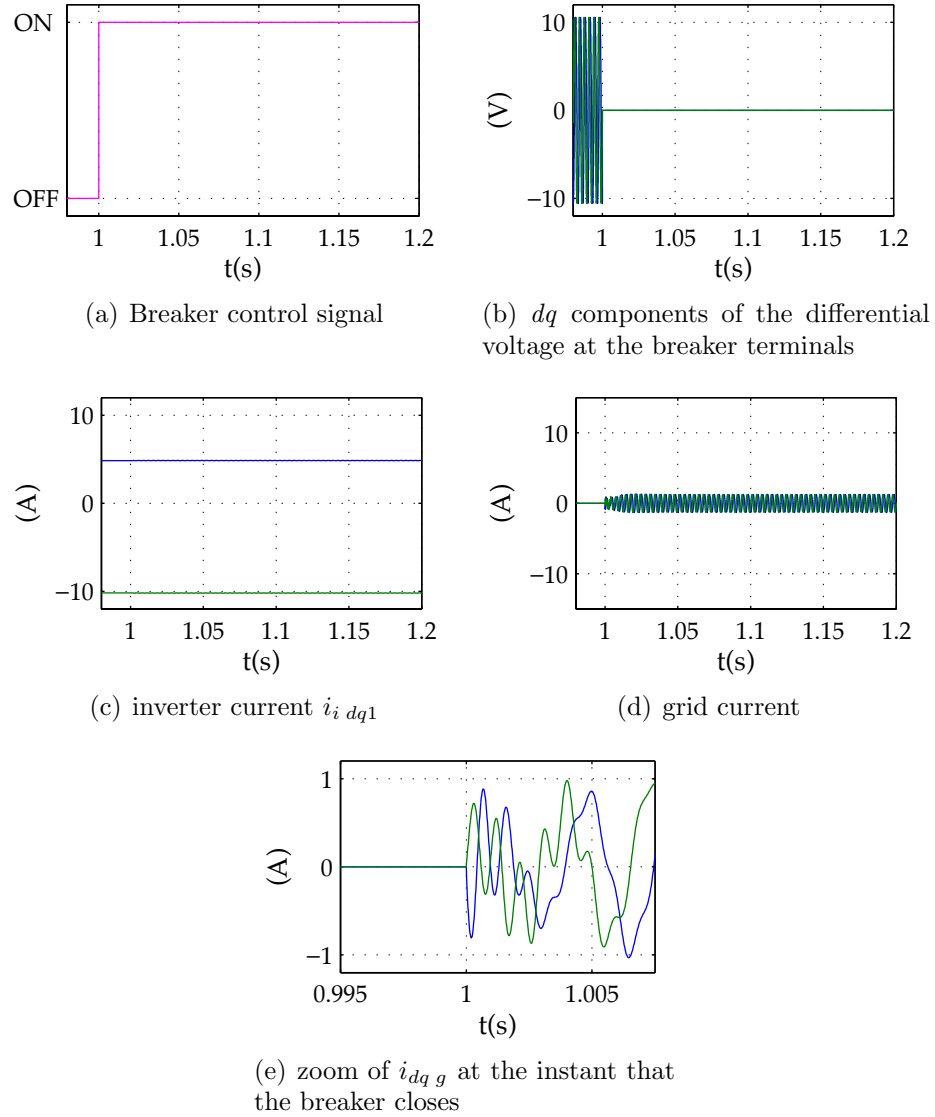 ON
OFF
1 1.05 1.1 1.15 1.2
t(s)
(a) Breaker control signal
(V)
10
0
−10
1 1.05 1.1 1.15 1.2
t(s)
(b) dq components of the differential
voltage at the breaker terminals
(A)
10
0
−10
1 1.05 1.1 1.15 1.2
t(s)
(c) inverter current i_{i dq1}
(A)
10
0
−10
1 1.05 1.1 1.15 1.2
t(s)
(d) grid current
(A)
1
0
−1
0.995 1 1.005
t(s)
(e) zoom of i_{dq g} at the instant that
the breaker closes